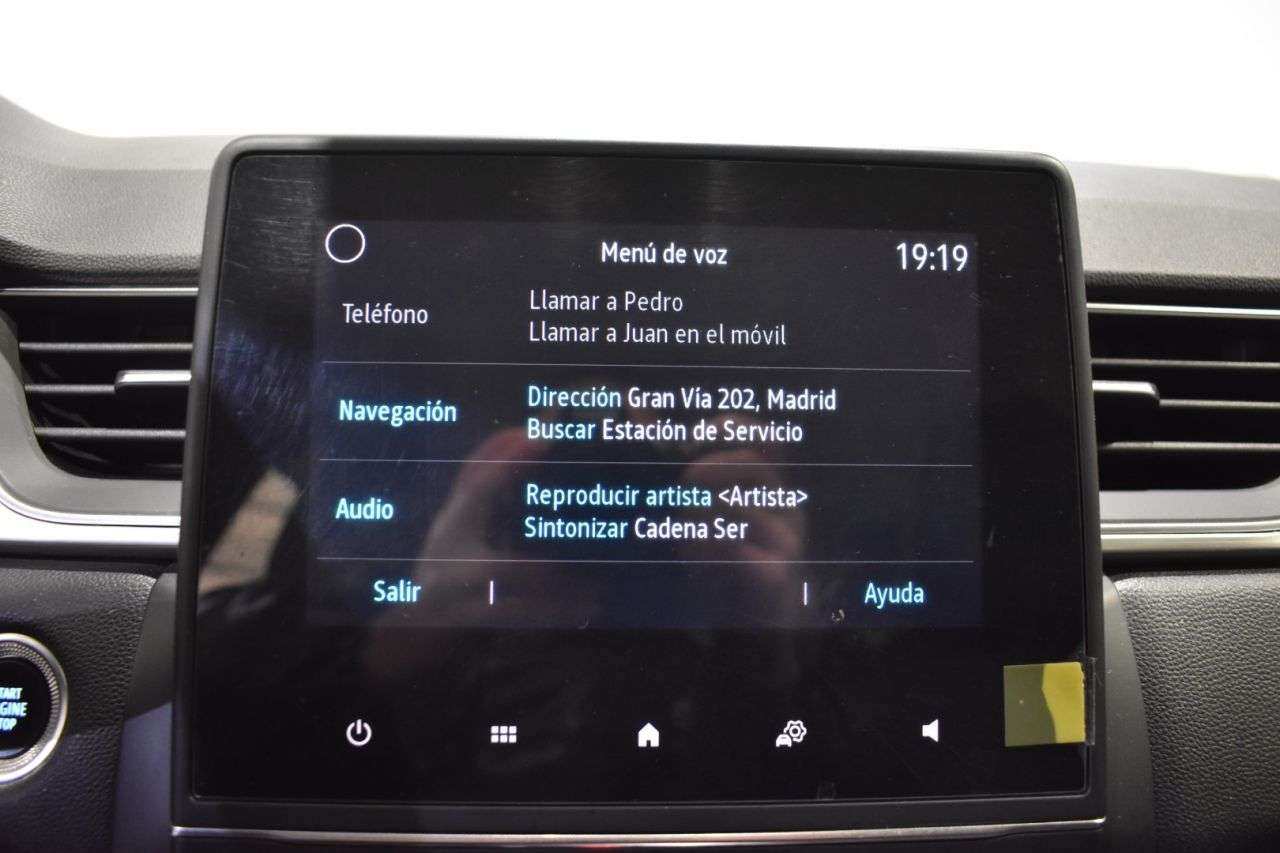 Menú de voz
19:19
Teléfono
Llamar a Pedro
Llamar a Juan en el móvil
Navegación
Dirección Gran Vía 202, Madrid
Buscar Estación de Servicio
Audio
Reproducir artista <Artista>
Sintonizar Cadena Ser
Salir
Ayuda